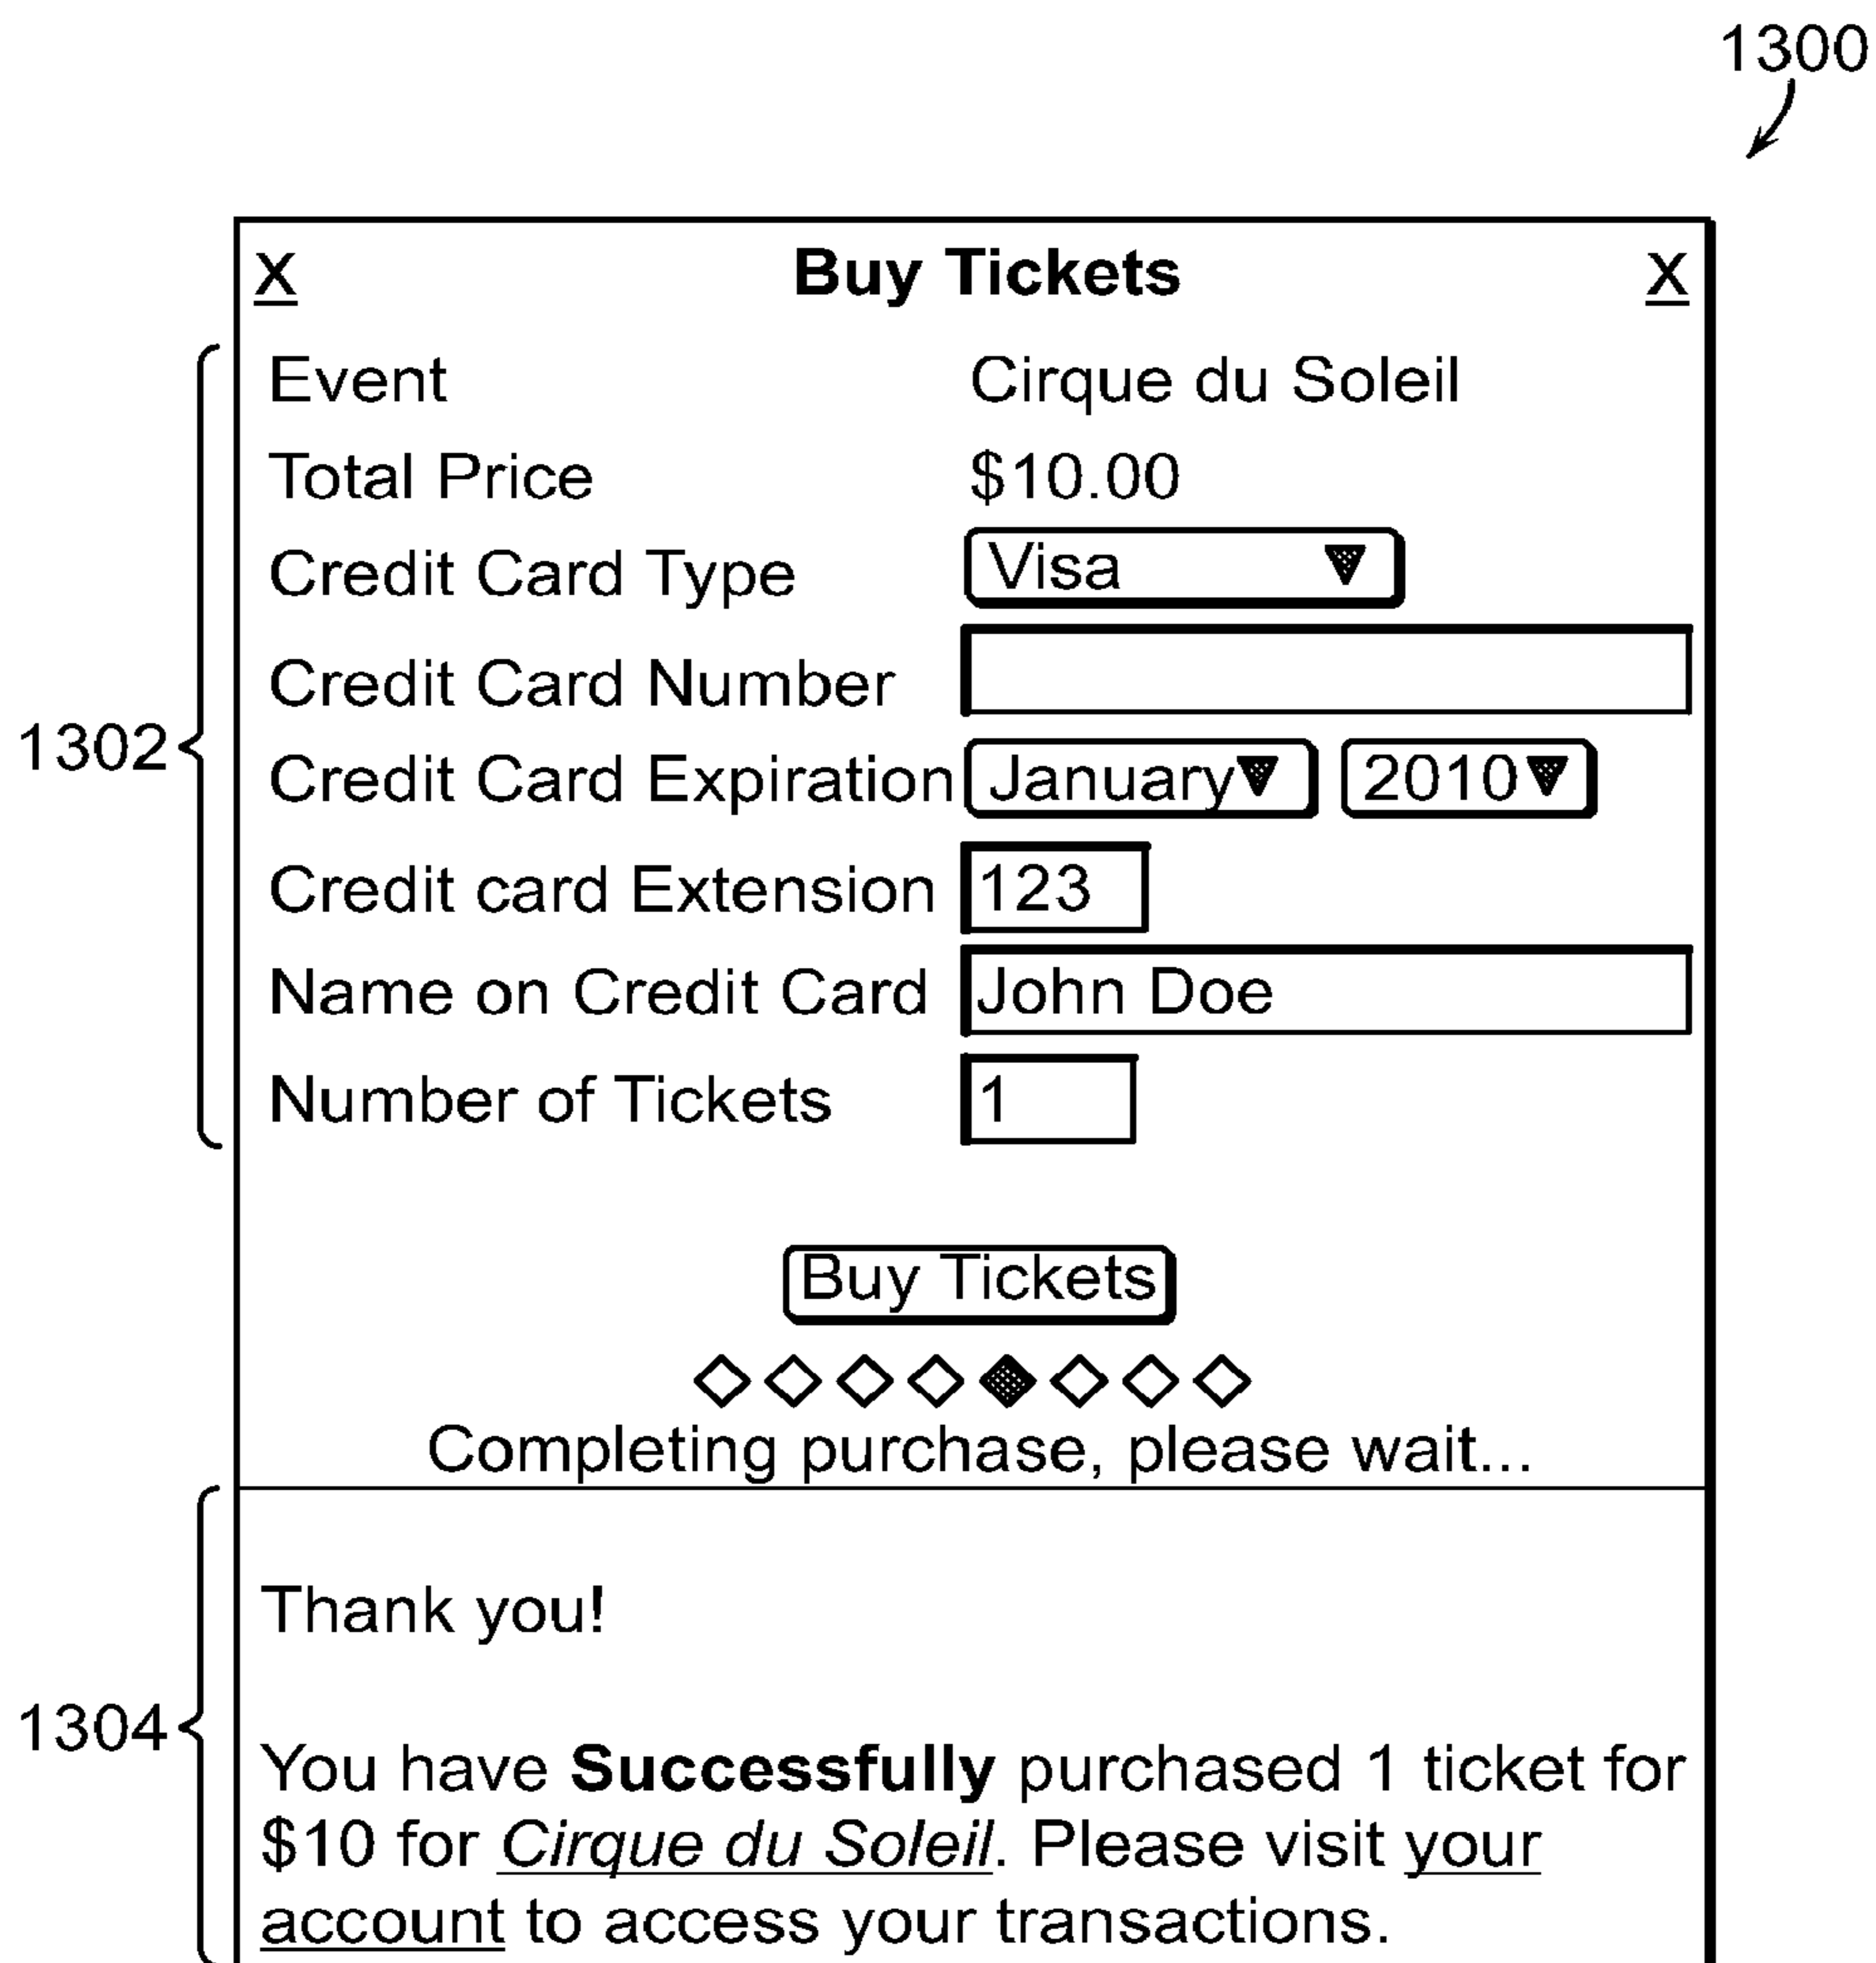 1300
X Buy Tickets X
Event Cirque du Soleil
Total Price $10.00
Credit Card Type Visa
Credit Card Number
1302
Credit Card Expiration January 2010
Credit card Extension 123
Name on Credit Card John Doe
Number of Tickets 1
Buy Tickets
Completing purchase, please wait...
Thank you!
1304
You have Successfully purchased 1 ticket for
$10 for Cirque du Soleil. Please visit your
account to access your transactions.